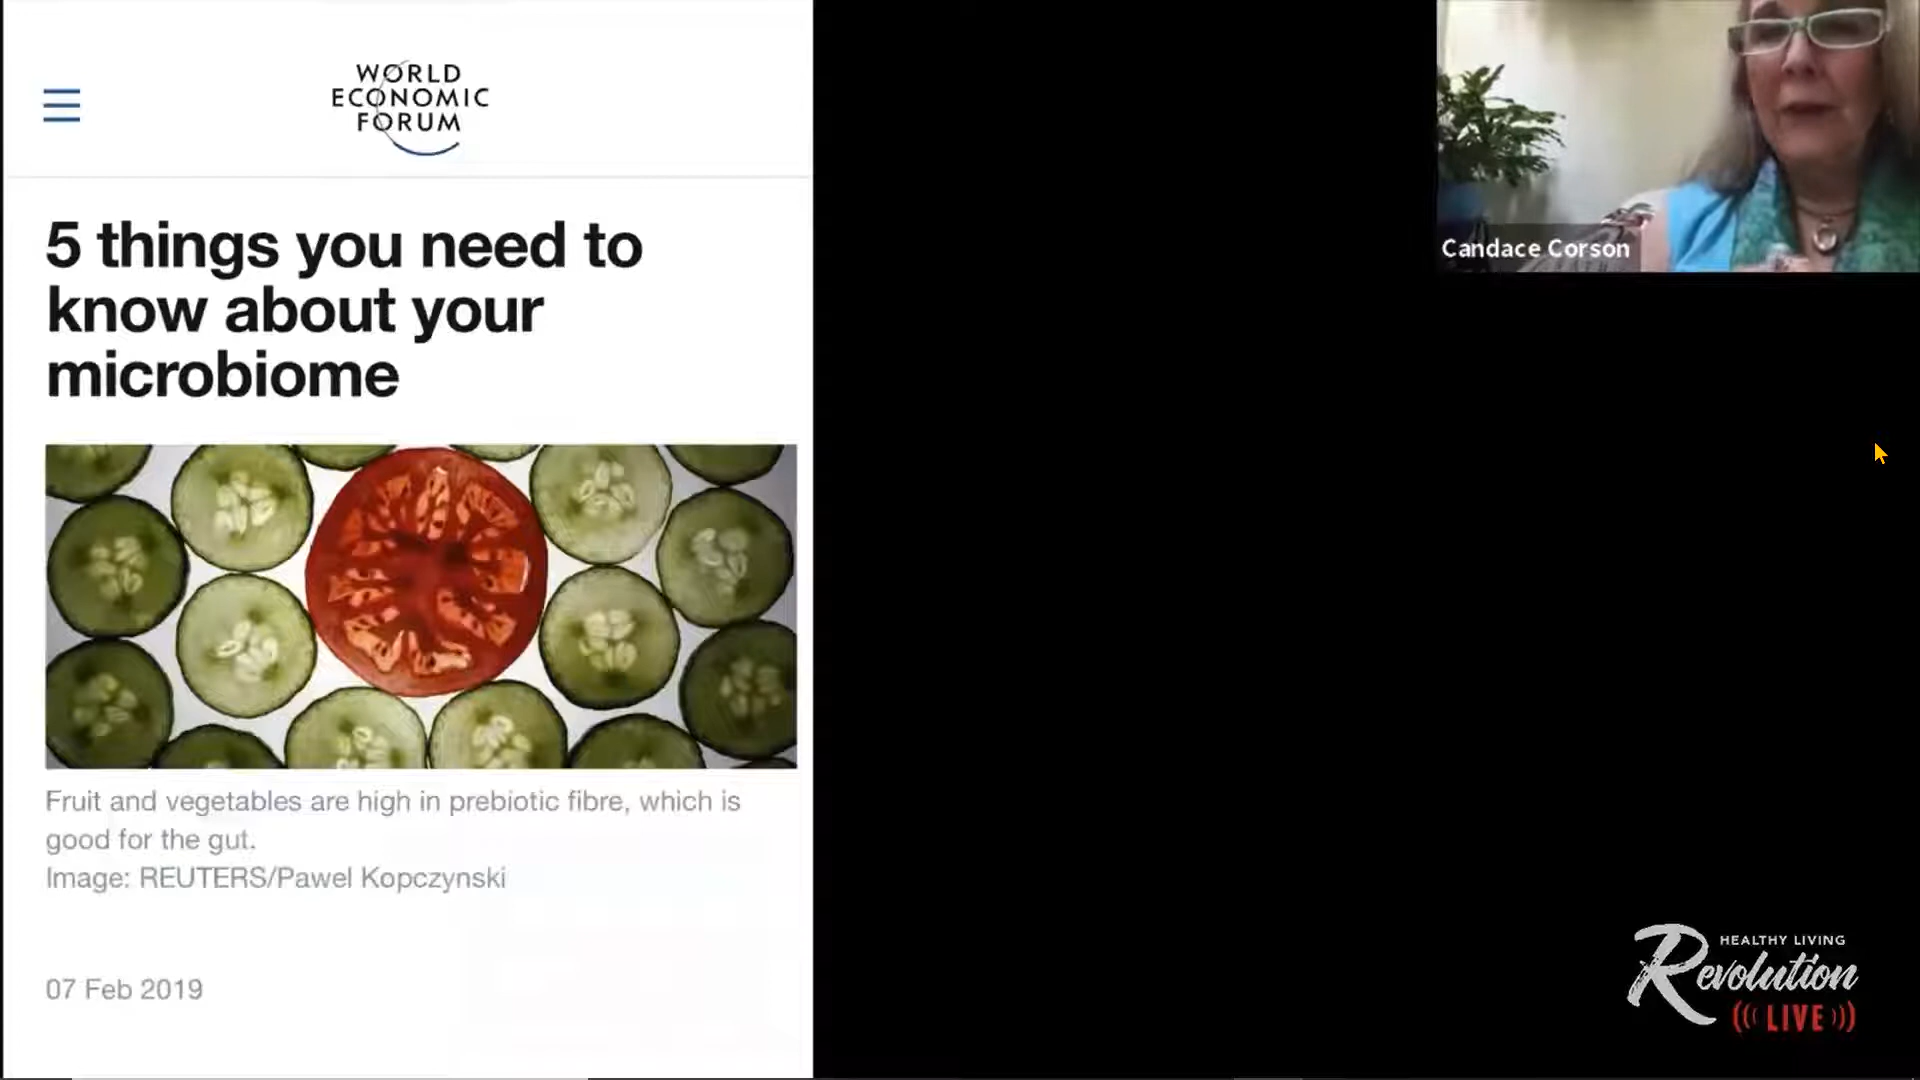 WORLD
ECONOMIC
FORUM
5 things you need to
know about your
microbiome
Fruit and vegetables are high in prebiotic fibre, which is
good for the gut.
Image: REUTERS/Pawel Kopczynski
07 Feb 2019
Candace Corson
HEALTHY LIVING
Revolution
LIVE